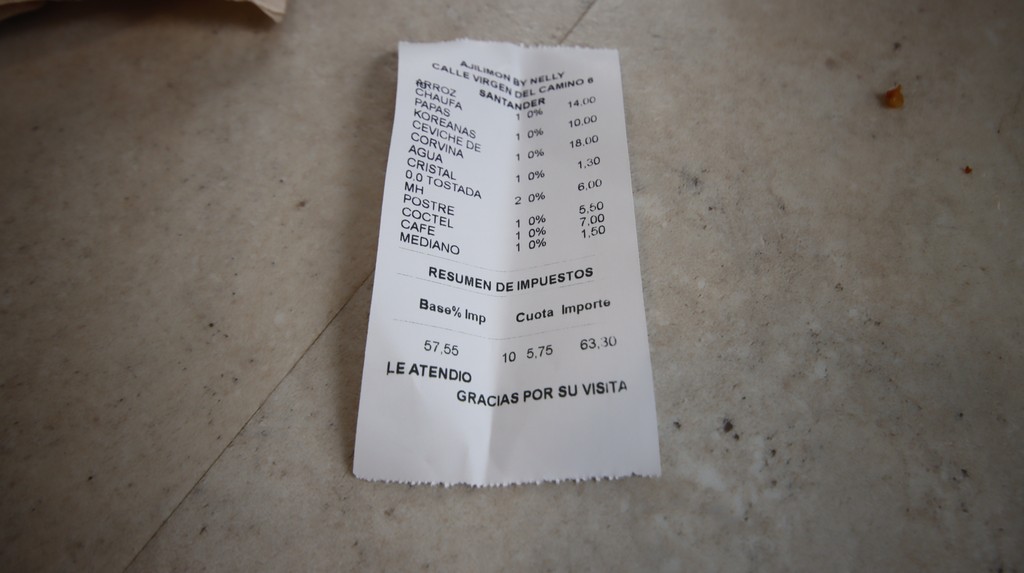 AJILIMON BY NELLY
CALLE VIRGEN DEL CAMINO 6
SANTANDER
ARROZ 1 0% 14,00
CHAUFA
PAPAS 1 0% 10,00
KOREANAS
CEVICHE DE 1 0% 18,00
CORVINA
AGUA 1 0% 1,30
CRISTAL
0,0 TOSTADA 2 0% 6,00
MH
POSTRE 1 0% 5,50
COCTEL 1 0% 7,00
CAFE 1 0% 1,50
MEDIANO
RESUMEN DE IMPUESTOS
Base% Imp Cuota Importe
57,55 10 5,75 63,30
LE ATENDIO
GRACIAS POR SU VISITA